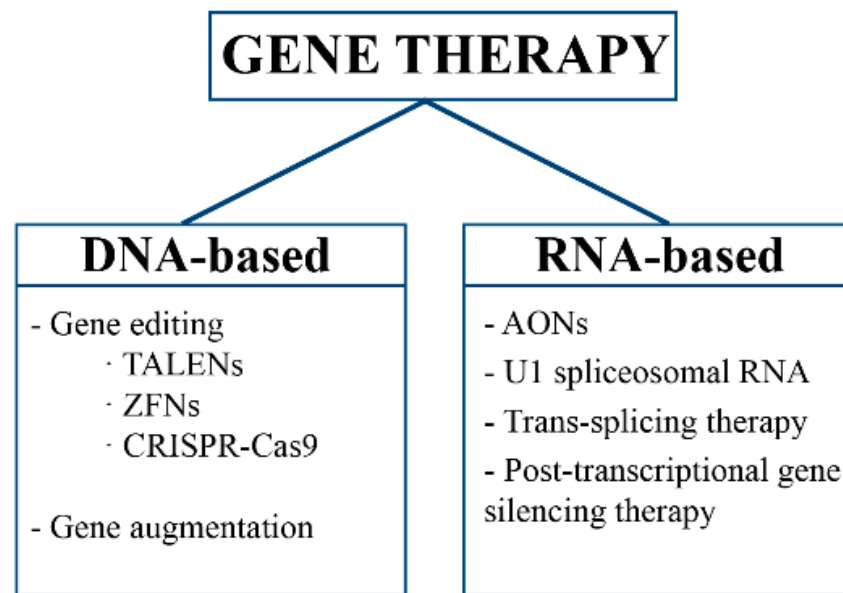 GENE THERAPY
DNA-based
- Gene editing
· TALENs
· ZFNs
· CRISPR-Cas9
- Gene augmentation
RNA-based
- AONs
- U1 spliceosomal RNA
- Trans-splicing therapy
- Post-transcriptional gene
silencing therapy